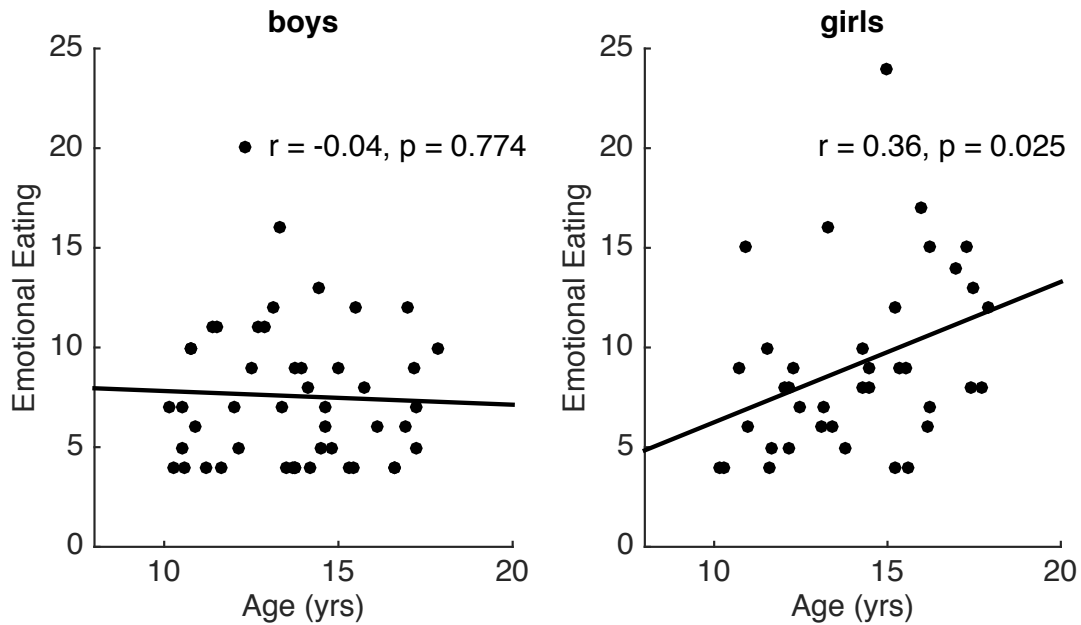 boys
25
20
15
10
5
0
r = -0.04, p = 0.774
Emotional Eating
10
15
20
Age (yrs)
girls
25
20
15
10
5
0
r = 0.36, p = 0.025
Emotional Eating
10
15
20
Age (yrs)